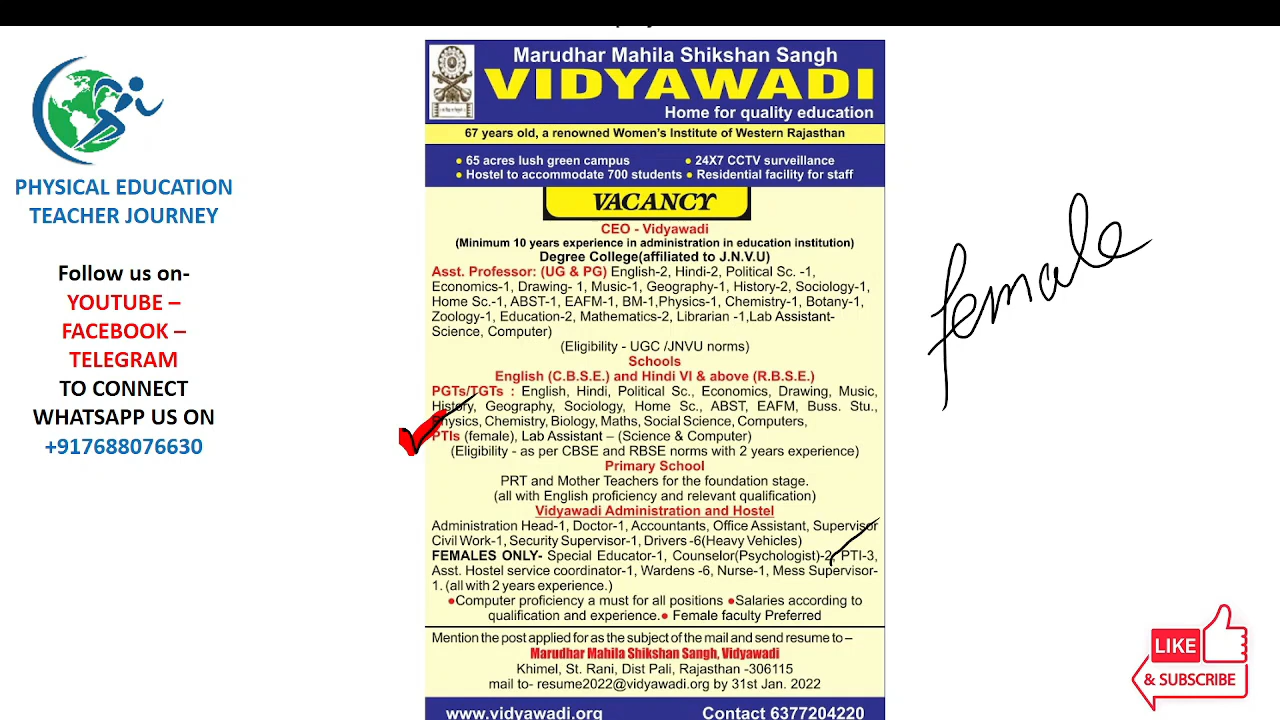 PHYSICAL EDUCATION
TEACHER JOURNEY
Follow us on-
YOUTUBE –
FACEBOOK –
TELEGRAM
TO CONNECT
WHATSAPP US ON
+917688076630
Marudhar Mahila Shikshan Sangh
VIDYAWADI
Home for quality education
67 years old, a renowned Women's Institute of Western Rajasthan
• 65 acres lush green campus • 24X7 CCTV surveillance
• Hostel to accommodate 700 students • Residential facility for staff
VACANCY
CEO - Vidyawadi
(Minimum 10 years experience in administration in education institution)
Degree College(affiliated to J.N.V.U)
Asst. Professor: (UG & PG) English-2, Hindi-2, Political Sc. -1,
Economics-1, Drawing- 1, Music-1, Geography-1, History-2, Sociology-1,
Home Sc.-1, ABST-1, EAFM-1, BM-1,Physics-1, Chemistry-1, Botany-1,
Zoology-1, Education-2, Mathematics-2, Librarian -1,Lab Assistant-
Science, Computer)
(Eligibility - UGC /JNVU norms)
Schools
English (C.B.S.E.) and Hindi VI & above (R.B.S.E.)
PGTs/TGTs : English, Hindi, Political Sc., Economics, Drawing, Music,
History, Geography, Sociology, Home Sc., ABST, EAFM, Buss. Stu.,
Physics, Chemistry, Biology, Maths, Social Science, Computers,
PTIs (female), Lab Assistant – (Science & Computer)
(Eligibility - as per CBSE and RBSE norms with 2 years experience)
Primary School
PRT and Mother Teachers for the foundation stage.
(all with English proficiency and relevant qualification)
Vidyawadi Administration and Hostel
Administration Head-1, Doctor-1, Accountants, Office Assistant, Supervisor
Civil Work-1, Security Supervisor-1, Drivers -6(Heavy Vehicles)
FEMALES ONLY- Special Educator-1, Counselor(Psychologist)-2, PTI-3,
Asst. Hostel service coordinator-1, Wardens -6, Nurse-1, Mess Supervisor-
1. (all with 2 years experience.)
•Computer proficiency a must for all positions •Salaries according to
qualification and experience.• Female faculty Preferred
Mention the post applied for as the subject of the mail and send resume to –
Marudhar Mahila Shikshan Sangh, Vidyawadi
Khimel, St. Rani, Dist Pali, Rajasthan -306115
mail to- resume2022@vidyawadi.org by 31st Jan. 2022
www.vidyawadi.org Contact 6377204220
female
LIKE
& SUBSCRIBE